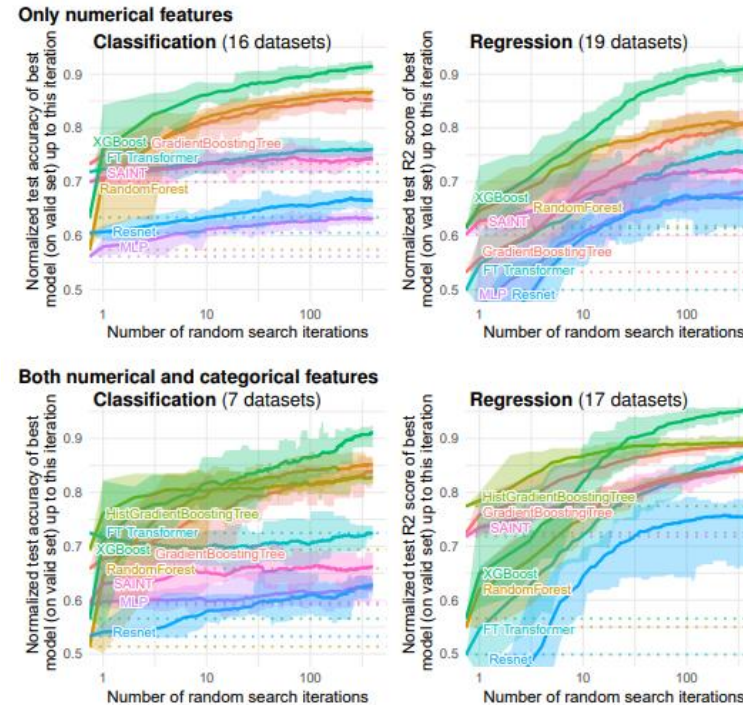 Only numerical features
Classification (16 datasets)
Normalized test accuracy of best
model (on valid set) up to this iteration
0.9
0.8
0.7
0.6
0.5
XGBoost
GradientBoostingTree
FT Transformer
SAINT
RandomForest
Resnet
MLP
1 10 100
Number of random search iterations
Regression (19 datasets)
Normalized test R2 score of best
model (on valid set) up to this iteration
0.9
0.8
0.7
0.6
0.5
XGBoost
RandomForest
SAINT
GradientBoostingTree
FT Transformer
MLP Resnet
1 10 100
Number of random search iterations
Both numerical and categorical features
Classification (7 datasets)
Normalized test accuracy of best
model (on valid set) up to this iteration
0.9
0.8
0.7
0.6
0.5
HistGradientBoostingTree
FT Transformer
XGBoost
GradientBoostingTree
RandomForest
SAINT
MLP
Resnet
1 10 100
Number of random search iterations
Regression (17 datasets)
Normalized test R2 score of best
model (on valid set) up to this iteration
0.9
0.8
0.7
0.6
0.5
HistGradientBoostingTree
GradientBoostingTree
SAINT
XGBoost
RandomForest
FT Transformer
Resnet
1 10 100
Number of random search iterations